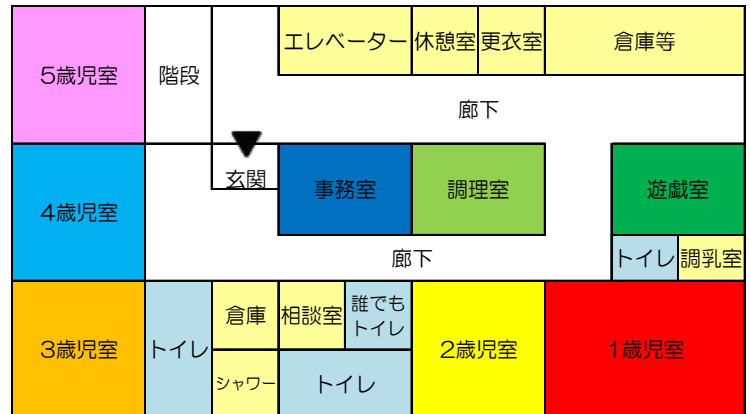 エレベーター
休憩室
更衣室
倉庫等
5歳児室
階段
廊下
玄関
事務室
調理室
遊戯室
4歳児室
廊下
トイレ
調乳室
倉庫
相談室
誰でも
トイレ
3歳児室
トイレ
2歳児室
1歳児室
シャワー
トイレ